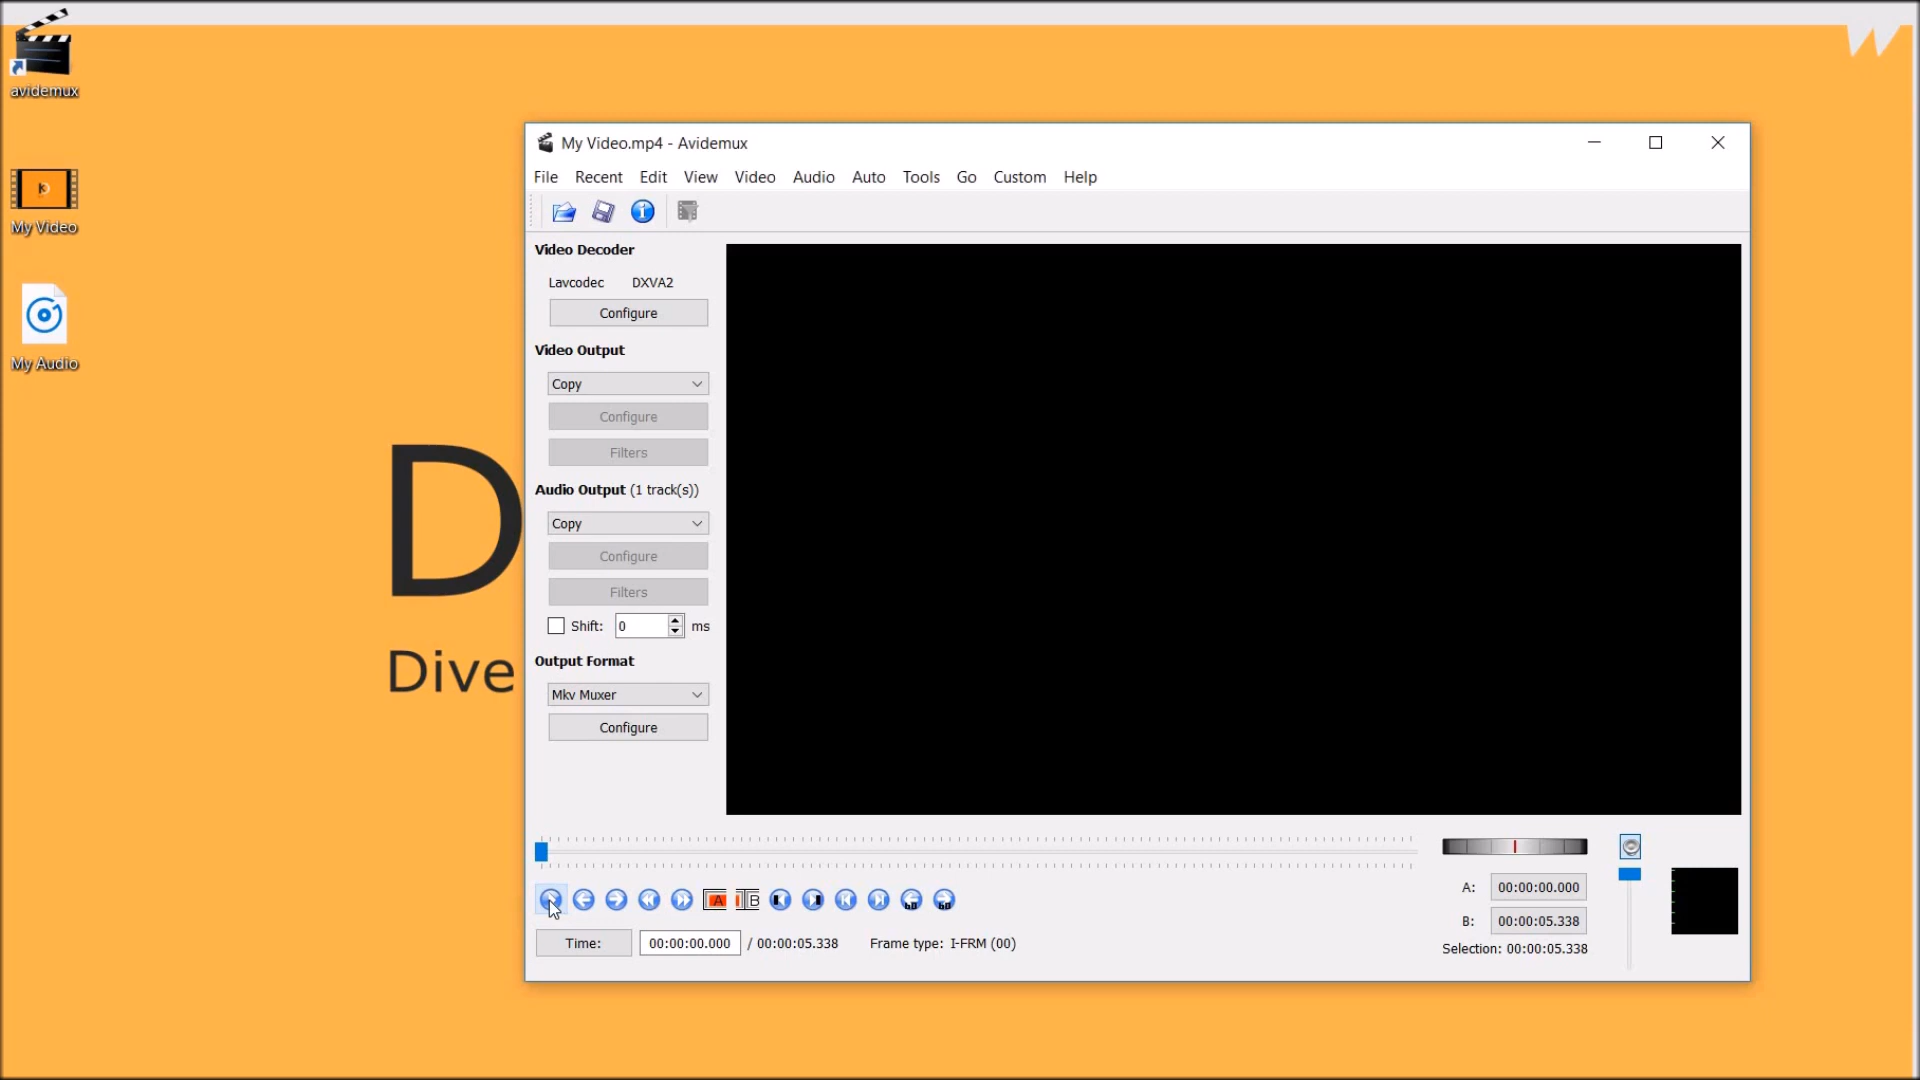 avidemux
My Video
My Audio
D
Dive
My Video.mp4 - Avidemux
File Recent Edit View Video Audio Auto Tools Go Custom Help
Video Decoder
Lavcodec DXVA2
Configure
Video Output
Copy
Configure
Filters
Audio Output (1 track(s))
Copy
Configure
Filters
Shift: 0 ms
Output Format
Mkv Muxer
Configure
A B 60 60
A: 00:00:00.000
B: 00:00:05.338
Selection: 00:00:05.338
Time: 00:00:00.000 / 00:00:05.338 Frame type: I-FRM (00)
W